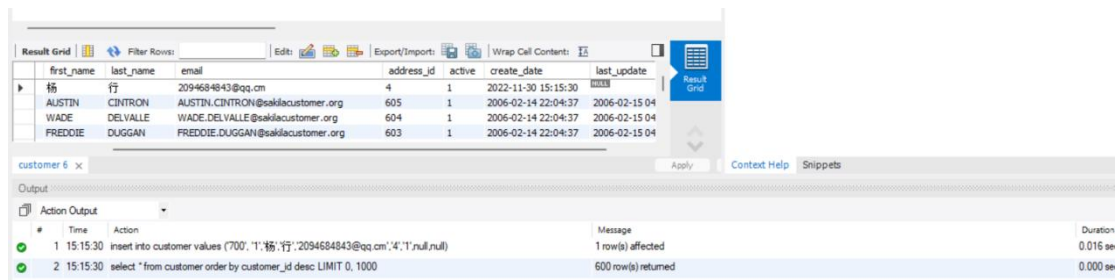 Result Grid Filter Rows: Edit: Export/Import: Wrap Cell Content:
first_name last_name email address_id active create_date last_update
杨 行 2094684843@qq.cm 4 1 2022-11-30 15:15:30 NULL
AUSTIN CINTRON AUSTIN.CINTRON@sakilacustomer.org 605 1 2006-02-14 22:04:37 2006-02-15 04
WADE DELVALLE WADE.DELVALLE@sakilacustomer.org 604 1 2006-02-14 22:04:37 2006-02-15 04
FREDDIE DUGGAN FREDDIE.DUGGAN@sakilacustomer.org 603 1 2006-02-14 22:04:37 2006-02-15 04
Result
Grid
customer 6 Apply Context Help Snippets
Output
Action Output
# Time Action Message Duration
1 15:15:30 insert into customer values ('700', '1','杨','行','2094684843@qq.cm','4','1',null,null) 1 row(s) affected 0.016 se
2 15:15:30 select * from customer order by customer_id desc LIMIT 0, 1000 600 row(s) returned 0.000 se